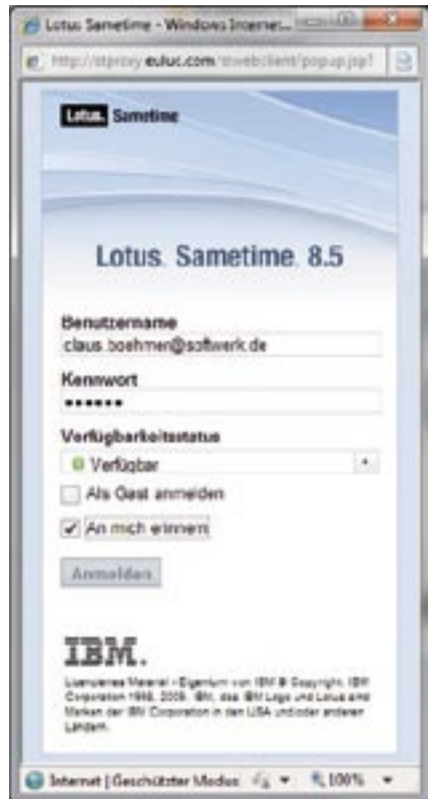 Lotus Sametime - Windows Internet...
http://stproxy.euluc.com/stwebclient/popup.jsp?
Lotus. Sametime
Lotus. Sametime. 8.5
Benutzername
claus.boehmer@softwerk.de
Kennwort
••••••
Verfügbarkeitsstatus
Verfügbar
Als Gast anmelden
An mich erinnern
Anmelden
IBM.
Lizenziertes Material - Eigentum von IBM © Copyright. IBM
Corporation 1998, 2009. IBM, das IBM Logo und Lotus sind
Marken der IBM Corporation in den USA und/oder anderen
Ländern.
Internet | Geschützter Modus
100%